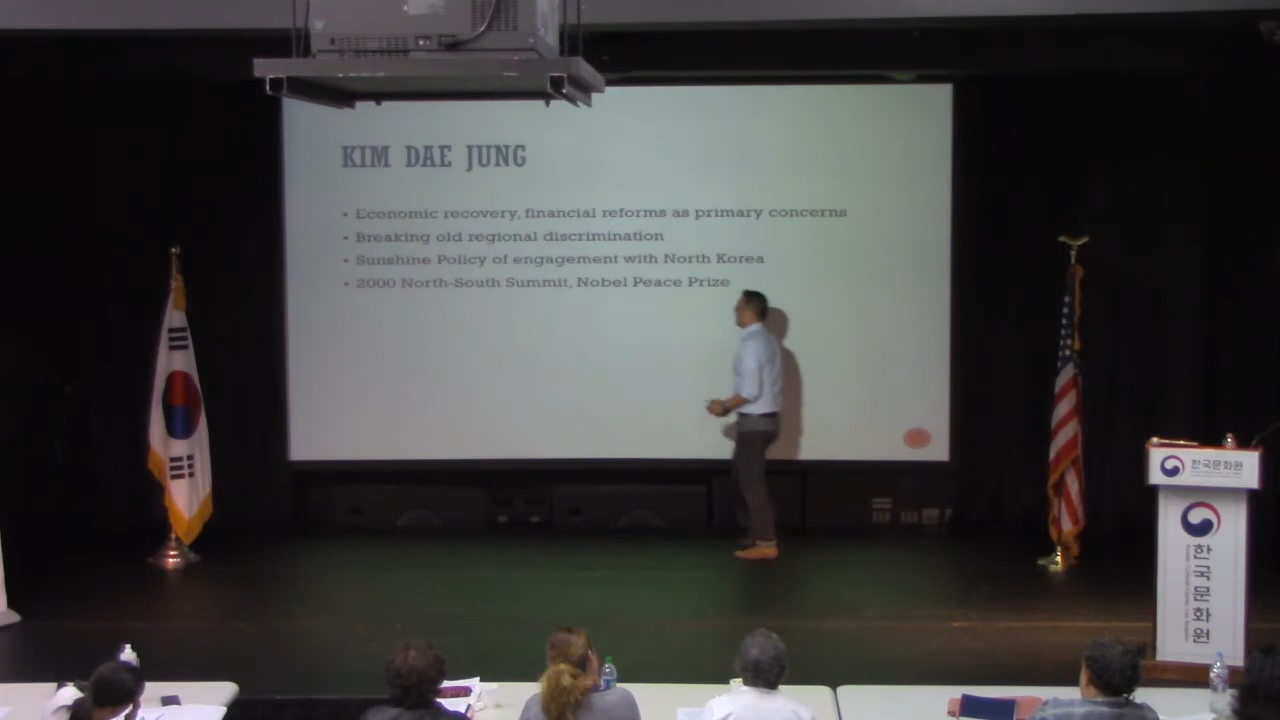 KIM DAE JUNG
• Economic recovery, financial reforms as primary concerns
• Breaking old regional discrimination
• Sunshine Policy of engagement with North Korea
• 2000 North-South Summit, Nobel Peace Prize
한국문화원
한국문화원